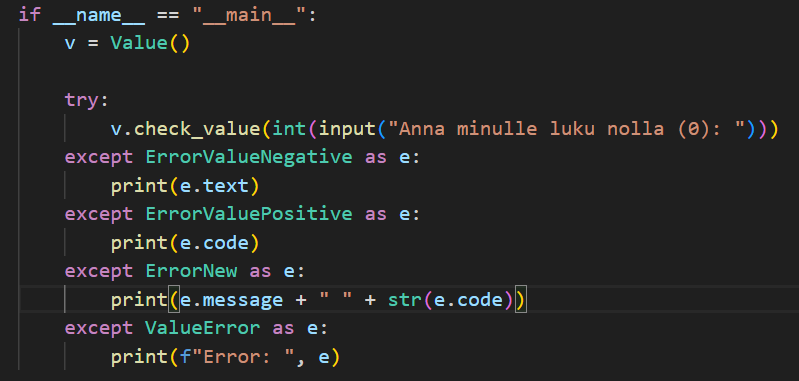 if __name__ == "__main__":
    v = Value()

    try:
        v.check_value(int(input("Anna minulle luku nolla (0): ")))
    except ErrorValueNegative as e:
        print(e.text)
    except ErrorValuePositive as e:
        print(e.code)
    except ErrorNew as e:
        print(e.message + " " + str(e.code))
    except ValueError as e:
        print(f"Error: ", e)